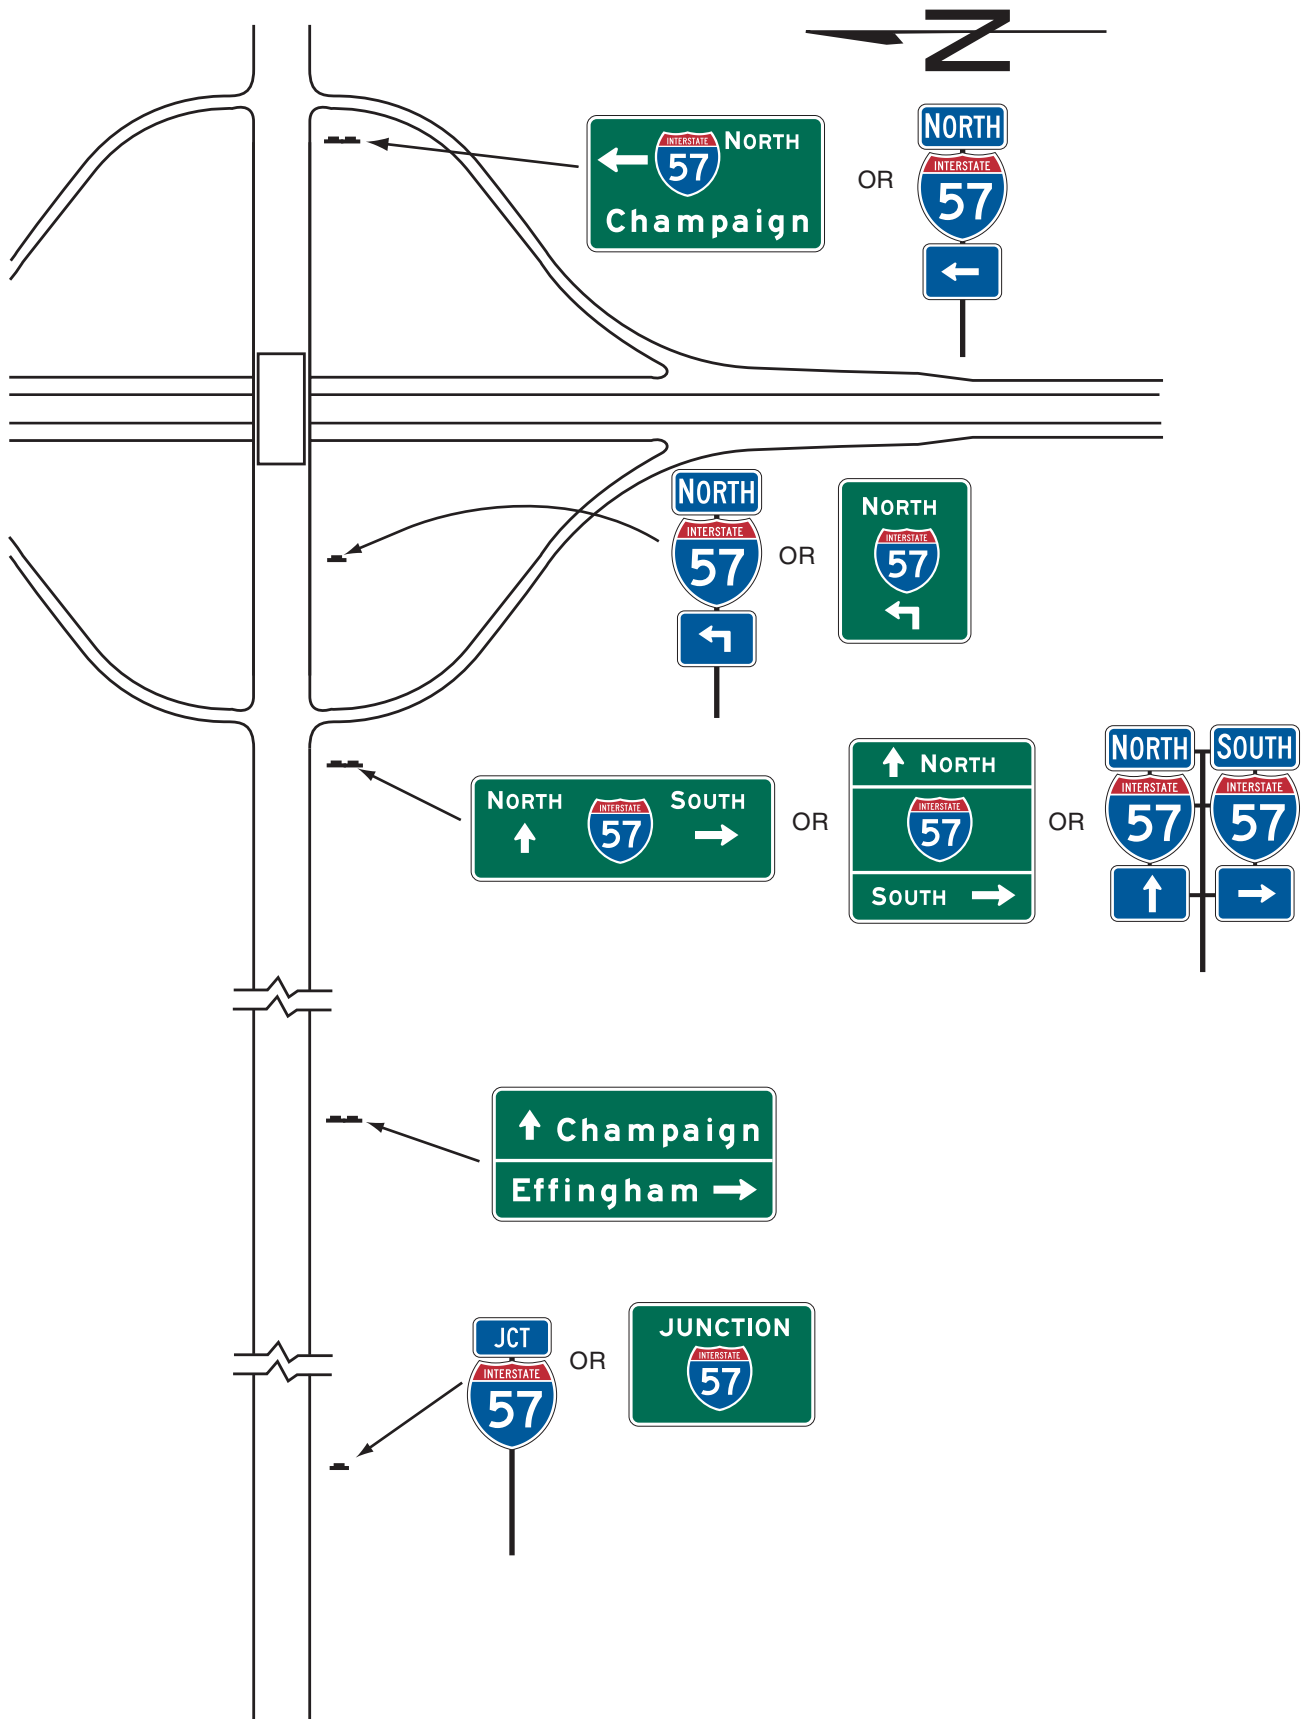 N
INTERSTATE
57
NORTH
Champaign
OR
NORTH
INTERSTATE
57
NORTH
INTERSTATE
57
OR
NORTH
INTERSTATE
57
NORTH
INTERSTATE
57
SOUTH
OR
NORTH
INTERSTATE
57
SOUTH
OR
NORTH
INTERSTATE
57
SOUTH
INTERSTATE
57
Champaign
Effingham
JCT
INTERSTATE
57
OR
JUNCTION
INTERSTATE
57